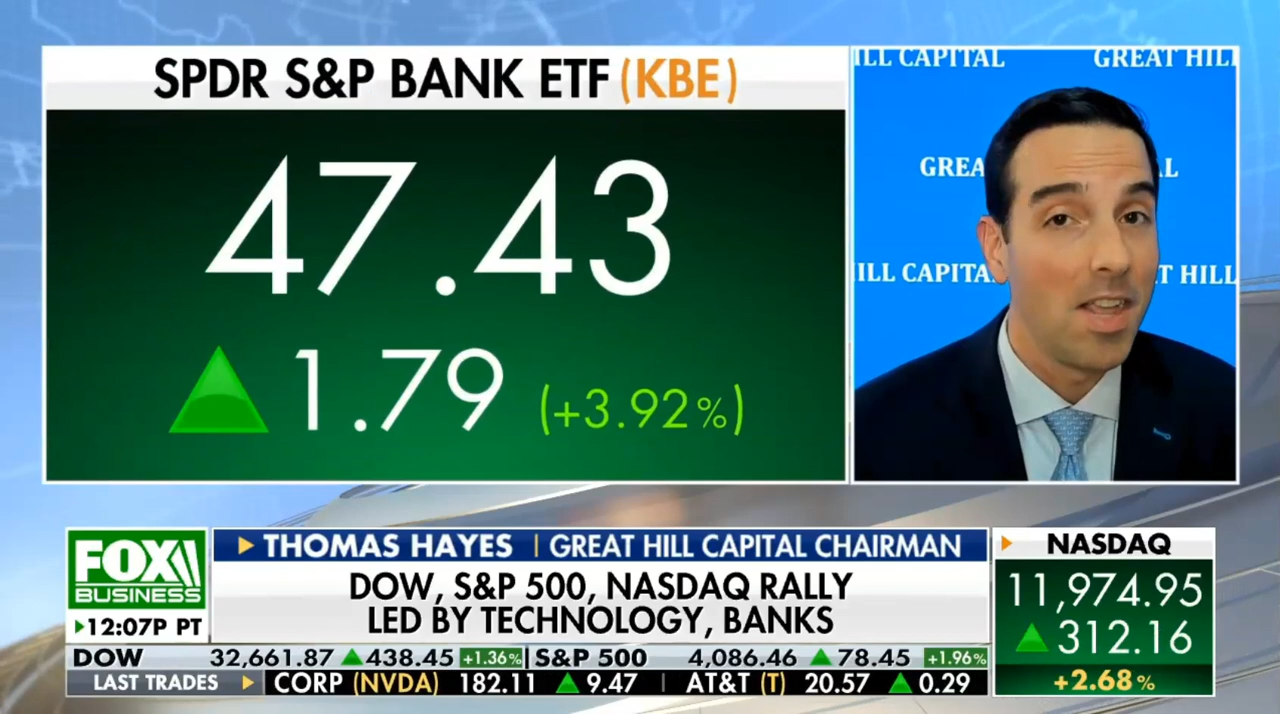 SPDR S&P BANK ETF (KBE)
47.43
▲ 1.79 (+3.92%)
ILL CAPITAL GREAT HILL
GREA L
ILL CAPITA T HILL
FOX
BUSINESS
12:07P PT
THOMAS HAYES | GREAT HILL CAPITAL CHAIRMAN
DOW, S&P 500, NASDAQ RALLY
LED BY TECHNOLOGY, BANKS
NASDAQ
11,974.95
▲ 312.16
+2.68%
DOW 32,661.87 ▲ 438.45 +1.36% | S&P 500 4,086.46 ▲ 78.45 +1.96%
LAST TRADES CORP (NVDA) 182.11 ▲ 9.47 | AT&T (T) 20.57 ▲ 0.29